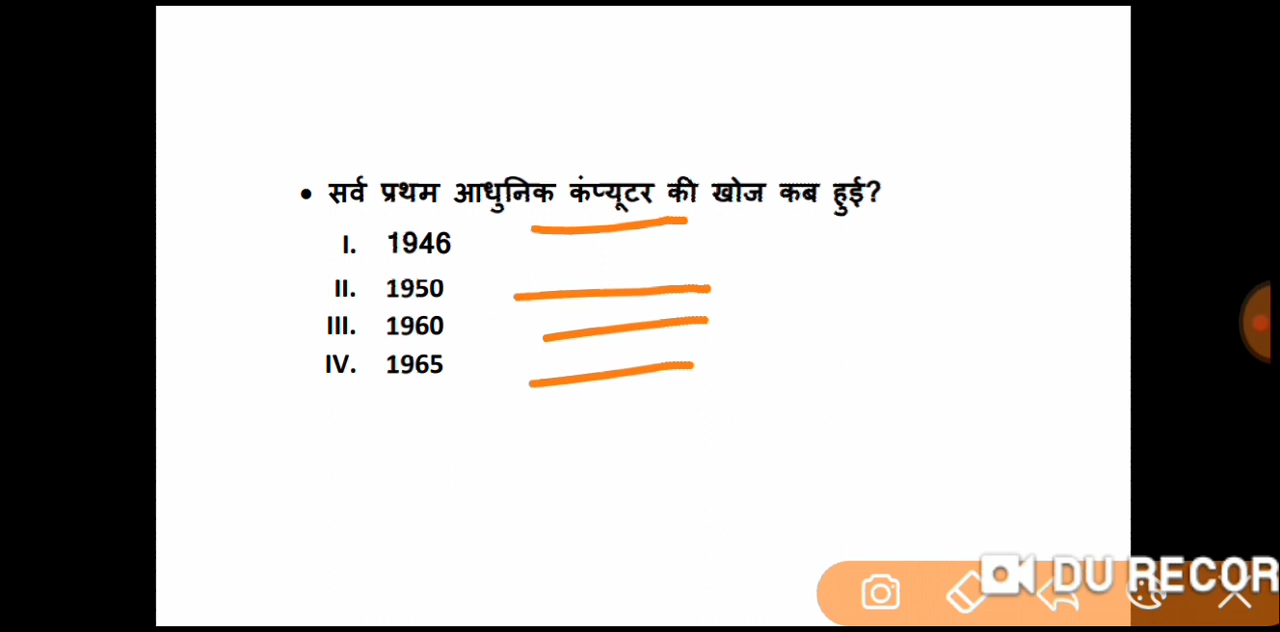 • सर्व प्रथम आधुनिक कंप्यूटर की खोज कब हुई?
I. 1946
II. 1950
III. 1960
IV. 1965
DU RECOR